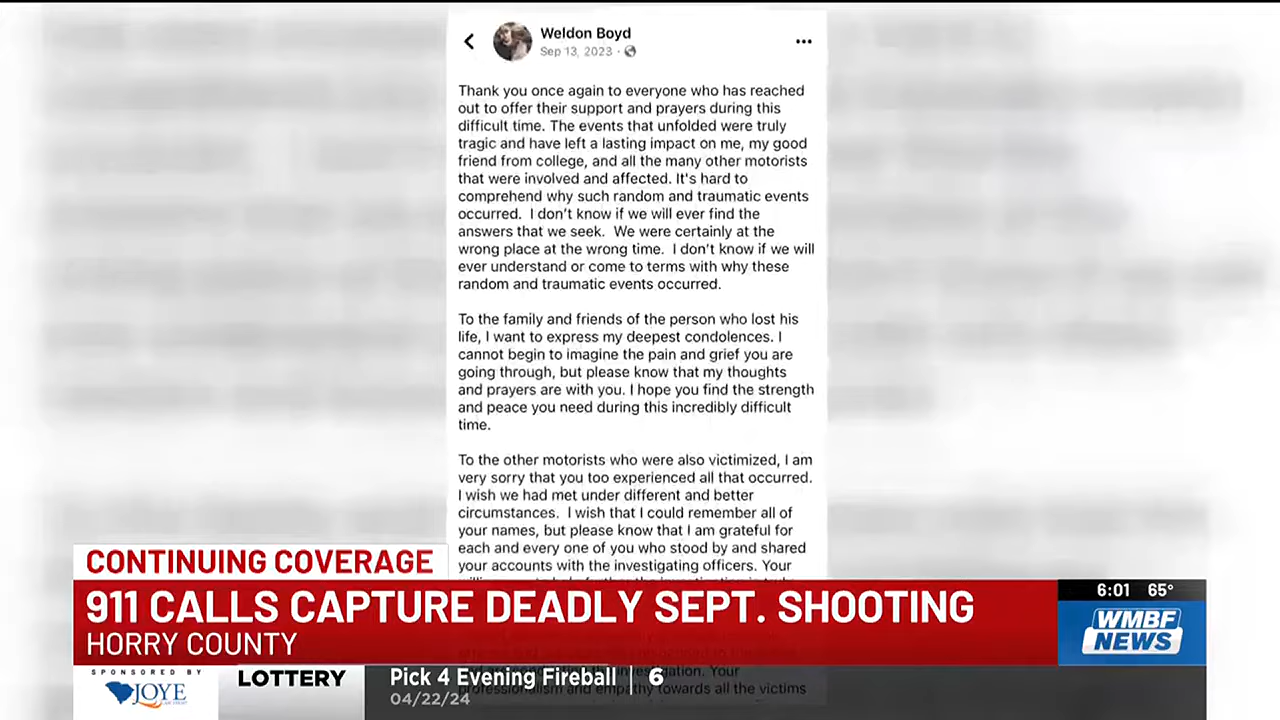 Weldon Boyd
Sep 13, 2023 ·
Thank you once again to everyone who has reached
out to offer their support and prayers during this
difficult time. The events that unfolded were truly
tragic and have left a lasting impact on me, my good
friend from college, and all the many other motorists
that were involved and affected. It's hard to
comprehend why such random and traumatic events
occurred. I don't know if we will ever find the
answers that we seek. We were certainly at the
wrong place at the wrong time. I don't know if we will
ever understand or come to terms with why these
random and traumatic events occurred.
To the family and friends of the person who lost his
life, I want to express my deepest condolences. I
cannot begin to imagine the pain and grief you are
going through, but please know that my thoughts
and prayers are with you. I hope you find the strength
and peace you need during this incredibly difficult
time.
To the other motorists who were also victimized, I am
very sorry that you too experienced all that occurred.
I wish we had met under different and better
circumstances. I wish that I could remember all of
your names, but please know that I am grateful for
each and every one of you who stood by and shared
your accounts with the investigating officers. Your
CONTINUING COVERAGE
911 CALLS CAPTURE DEADLY SEPT. SHOOTING
HORRY COUNTY
6:01 65°
WMBF
NEWS
SPONSORED BY
JOYE
LOTTERY
Pick 4 Evening Fireball | 6
04/22/24
investigation. Your
professionalism and empathy towards all the victims